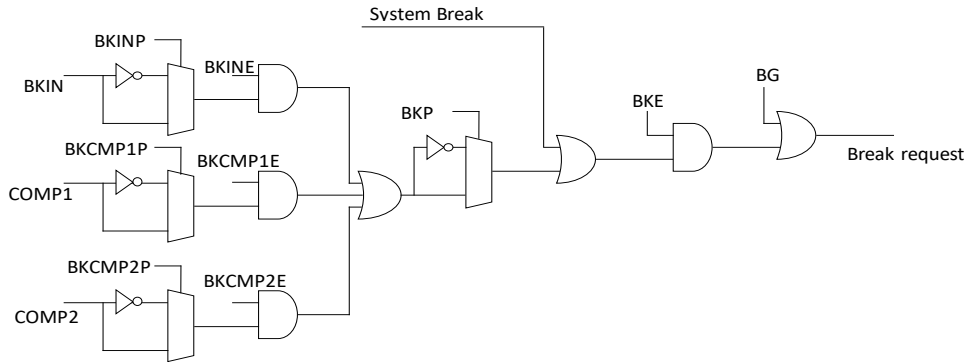 System Break
BKINP
BKINE
BKIN
BKP
BKE
BG
Break request
BKCMP1P
BKCMP1E
COMP1
BKCMP2P
BKCMP2E
COMP2